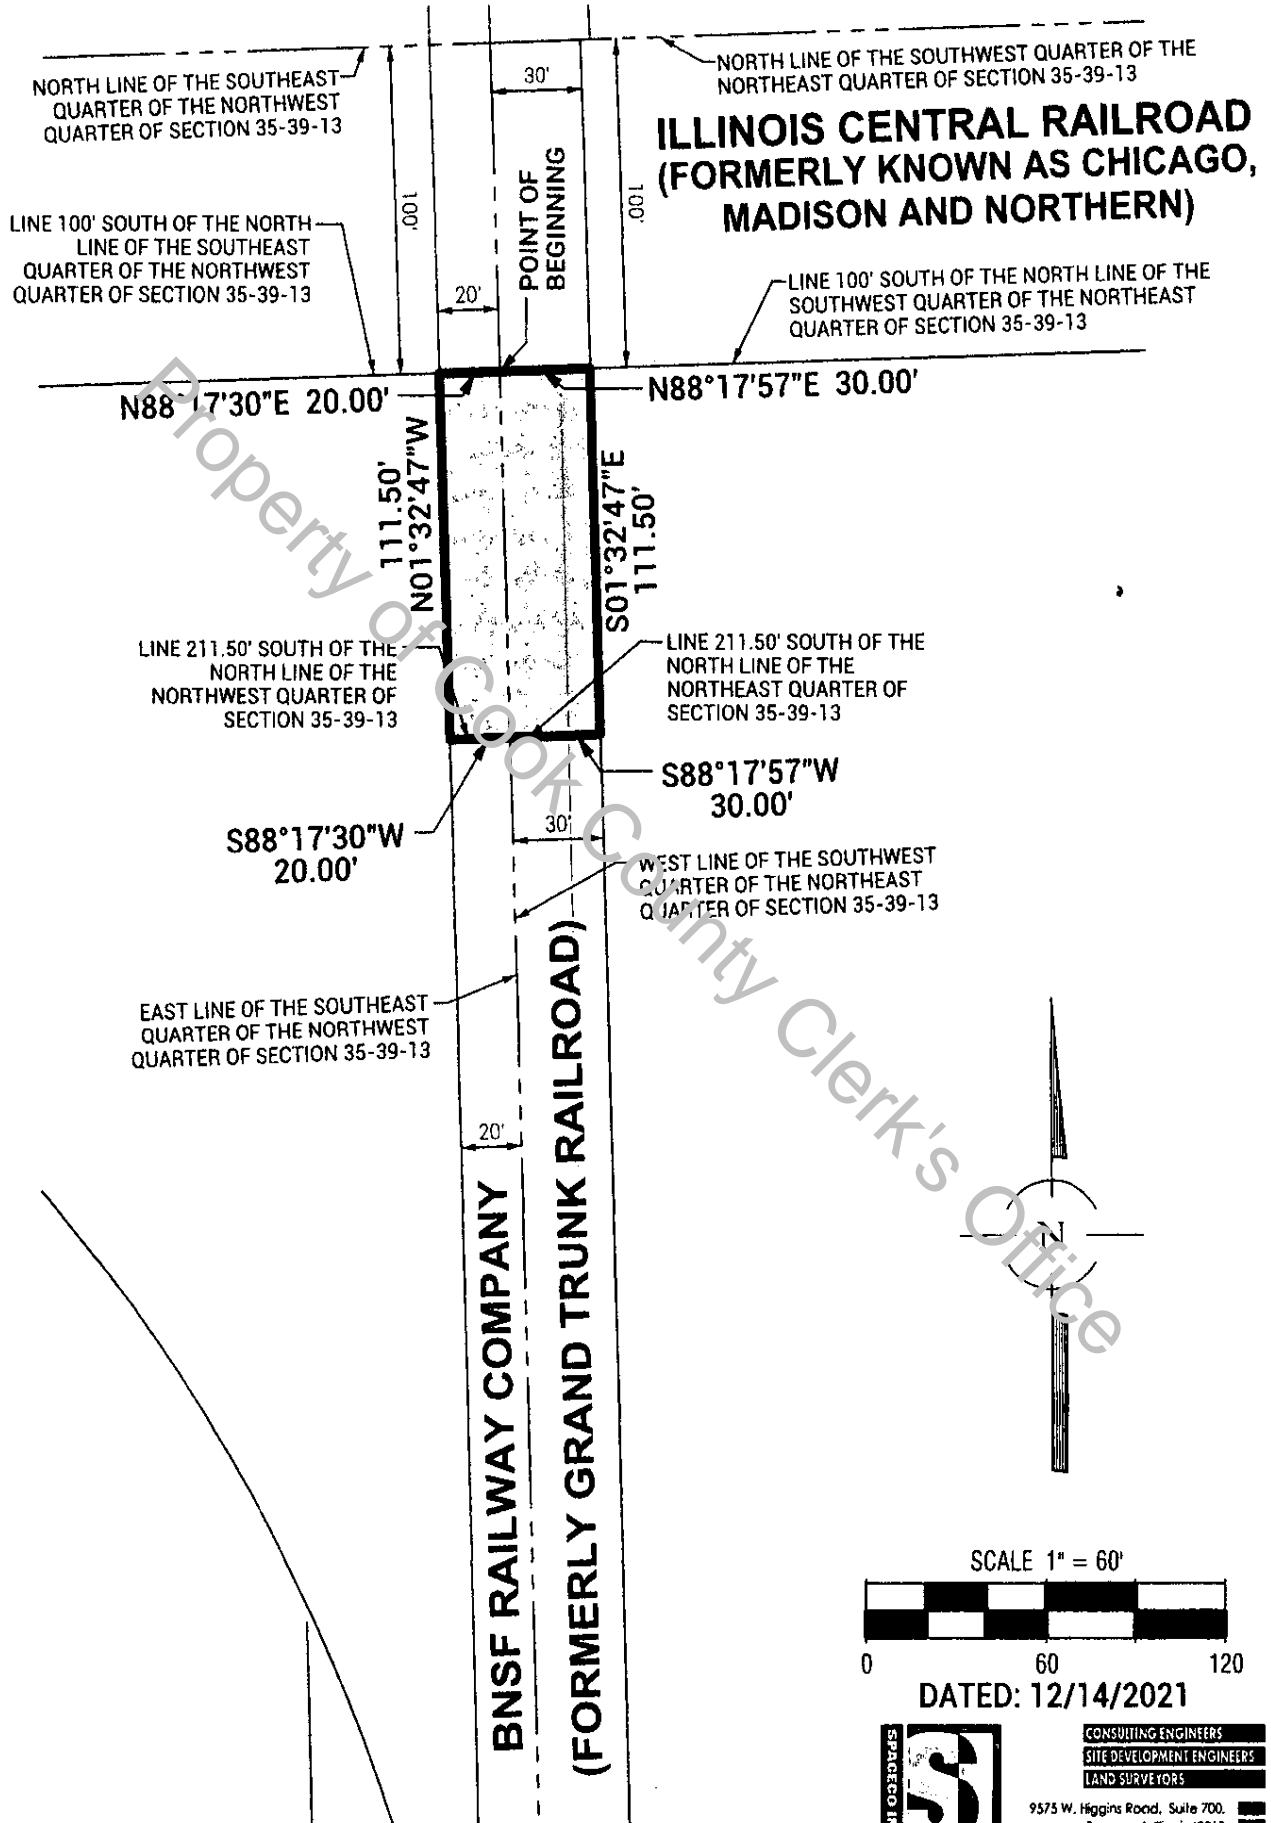 NORTH LINE OF THE SOUTHEAST
QUARTER OF THE NORTHWEST
QUARTER OF SECTION 35-39-13
30'
NORTH LINE OF THE SOUTHWEST QUARTER OF THE
NORTHEAST QUARTER OF SECTION 35-39-13
ILLINOIS CENTRAL RAILROAD
(FORMERLY KNOWN AS CHICAGO,
MADISON AND NORTHERN)
100'
POINT OF
BEGINNING
100'
LINE 100' SOUTH OF THE NORTH
LINE OF THE SOUTHEAST
QUARTER OF THE NORTHWEST
QUARTER OF SECTION 35-39-13
20'
LINE 100' SOUTH OF THE NORTH LINE OF THE
SOUTHWEST QUARTER OF THE NORTHEAST
QUARTER OF SECTION 35-39-13
N88°17'30"E 20.00'
N88°17'57"E 30.00'
111.50'
N01°32'47"W
S01°32'47"E
111.50'
LINE 211.50' SOUTH OF THE
NORTH LINE OF THE
NORTHWEST QUARTER OF
SECTION 35-39-13
LINE 211.50' SOUTH OF THE
NORTH LINE OF THE
NORTHEAST QUARTER OF
SECTION 35-39-13
S88°17'57"W
30.00'
S88°17'30"W
20.00'
30'
WEST LINE OF THE SOUTHWEST
QUARTER OF THE NORTHEAST
QUARTER OF SECTION 35-39-13
EAST LINE OF THE SOUTHEAST
QUARTER OF THE NORTHWEST
QUARTER OF SECTION 35-39-13
20'
BNSF RAILWAY COMPANY
(FORMERLY GRAND TRUNK RAILROAD)
Property of Cook County Clerk's Office
N
SCALE 1" = 60'
0 60 120
DATED: 12/14/2021
SPACECO
CONSULTING ENGINEERS
SITE DEVELOPMENT ENGINEERS
LAND SURVEYORS
9575 W. Higgins Road, Suite 700,